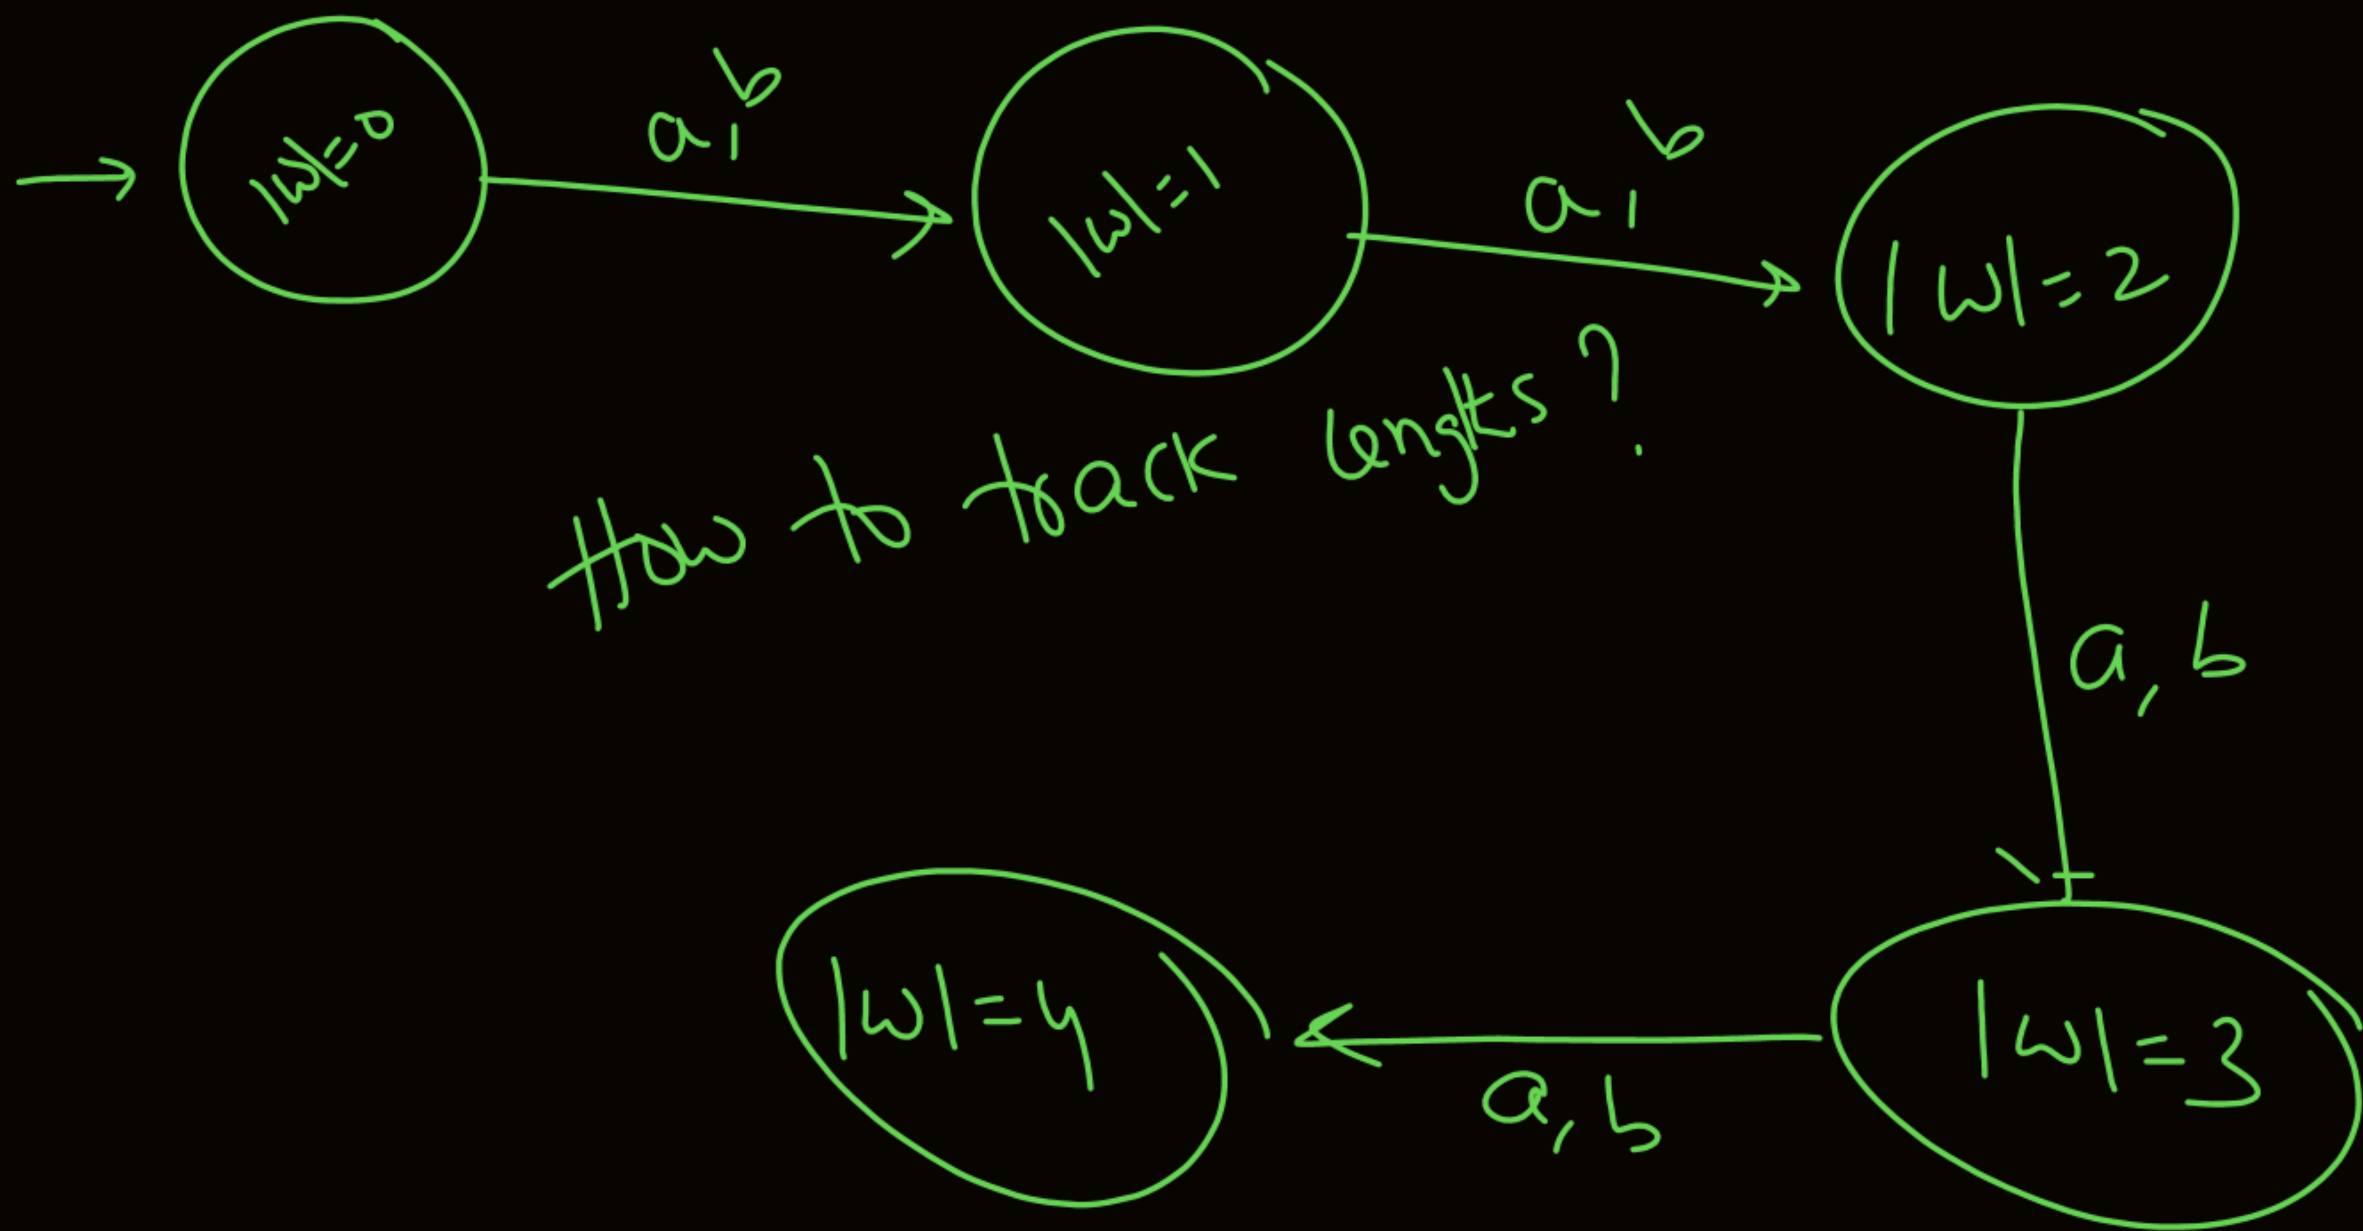 |w|=0
a,b
|w|=1
a,b
|w|=2
How to track lengths?
a,b
|w|=4
a,b
|w|=3